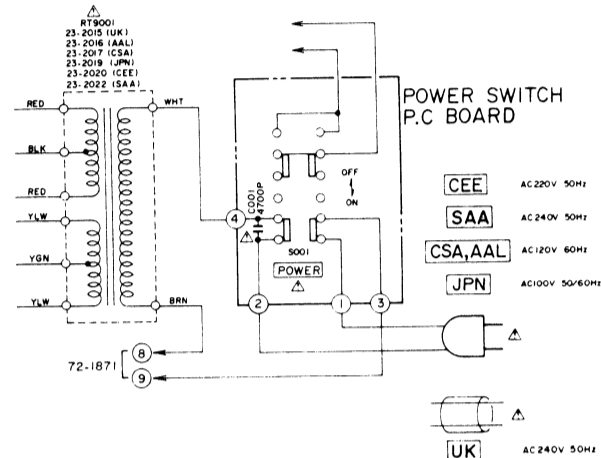 RT9001
23-2015 (UK)
23-2016 (AAL)
23-2017 (CSA)
23-2019 (JPN)
23-2020 (CEE)
23-2022 (SAA)
RED
WHT
BLK
RED
YLW
YGN
YLW
BRN
72-1871
8
9
POWER SWITCH
P.C BOARD
OFF
ON
C001
4700P
4
S001
POWER
2
1
3
CEE AC220V 50Hz
SAA AC240V 50Hz
CSA,AAL AC120V 60Hz
JPN AC100V 50/60Hz
UK AC240V 50Hz